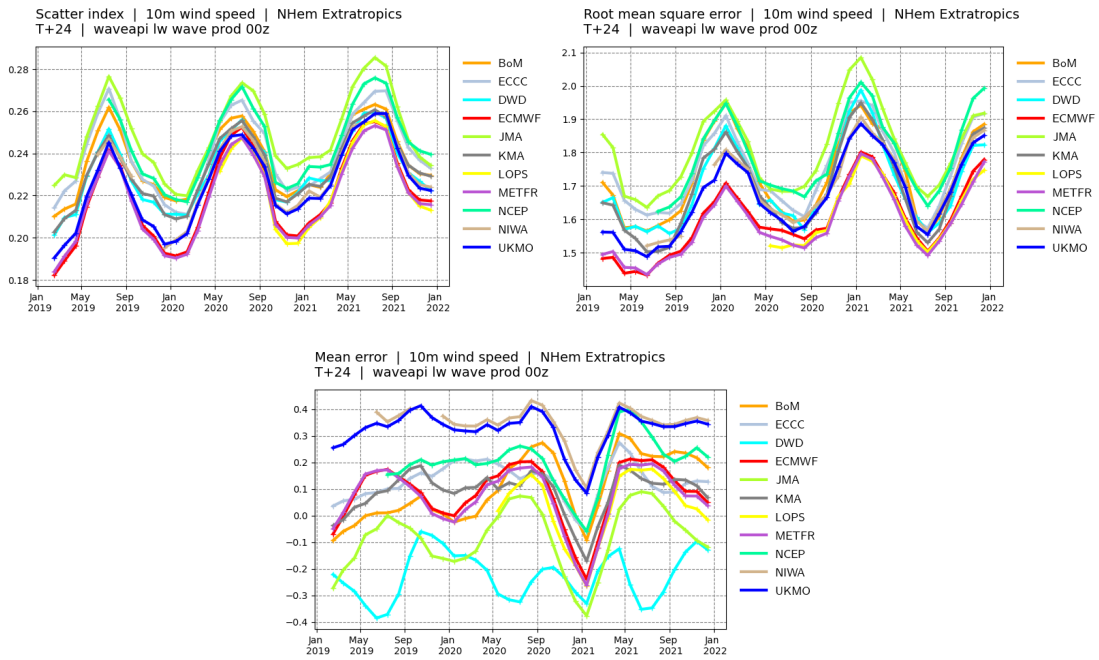 Scatter index | 10m wind speed | NHem Extratropics
T+24 | waveapi lw wave prod 00z
0.28
0.26
0.24
0.22
0.20
0.18
Jan May Sep Jan May Sep Jan May Sep Jan
2019 2019 2019 2020 2020 2020 2021 2021 2021 2022
BoM
ECCC
DWD
ECMWF
JMA
KMA
LOPS
METFR
NCEP
NIWA
UKMO
Root mean square error | 10m wind speed | NHem Extratropics
T+24 | waveapi lw wave prod 00z
2.1
2.0
1.9
1.8
1.7
1.6
1.5
Jan May Sep Jan May Sep Jan May Sep Jan
2019 2019 2019 2020 2020 2020 2021 2021 2021 2022
BoM
ECCC
DWD
ECMWF
JMA
KMA
LOPS
METFR
NCEP
NIWA
UKMO
Mean error | 10m wind speed | NHem Extratropics
T+24 | waveapi lw wave prod 00z
0.4
0.3
0.2
0.1
0.0
−0.1
−0.2
−0.3
−0.4
Jan May Sep Jan May Sep Jan May Sep Jan
2019 2019 2019 2020 2020 2020 2021 2021 2021 2022
BoM
ECCC
DWD
ECMWF
JMA
KMA
LOPS
METFR
NCEP
NIWA
UKMO